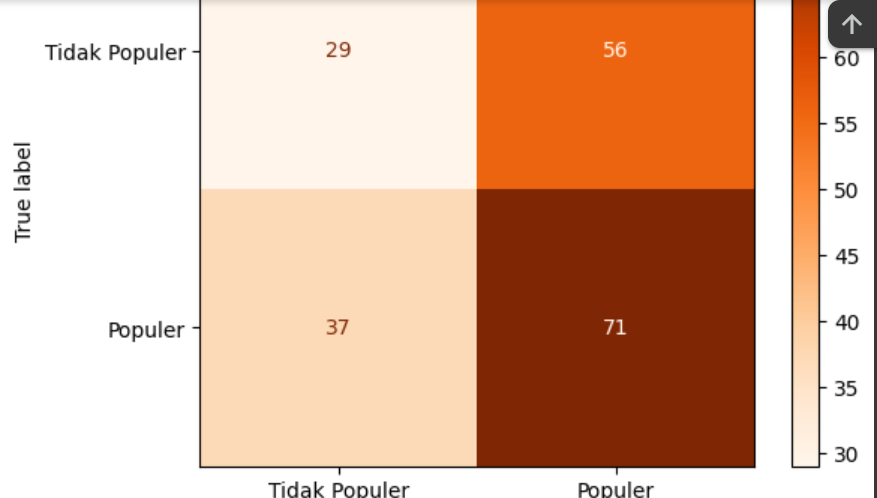 60
Tidak Populer 29 56
55
True label
50
45
40
Populer 37 71
35
30
Tidak Populer Populer